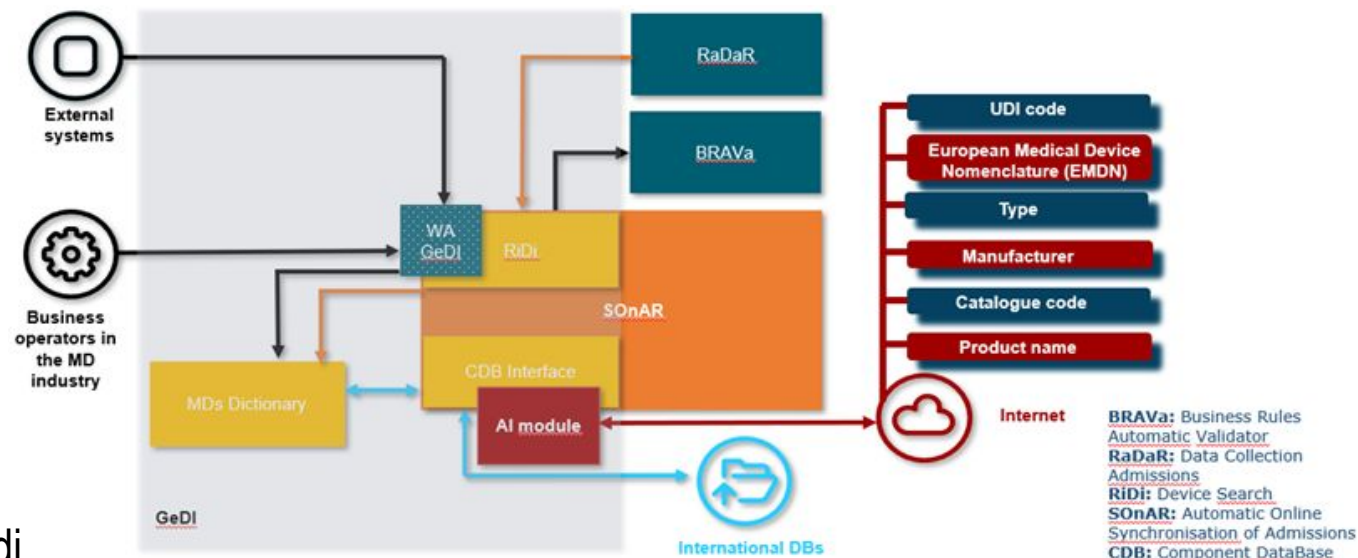 External
systems
RaDaR
BRAVa
WA
GeDI
RiDi
SOnAR
Business
operators in
the MD
industry
MDs Dictionary
CDB Interface
AI module
GeDI
International DBs
UDI code
European Medical Device
Nomenclature (EMDN)
Type
Manufacturer
Catalogue code
Product name
Internet
BRAVa: Business Rules
Automatic Validator
RaDaR: Data Collection
Admissions
RiDi: Device Search
SOnAR: Automatic Online
Synchronisation of Admissions
CDB: Component DataBase
di